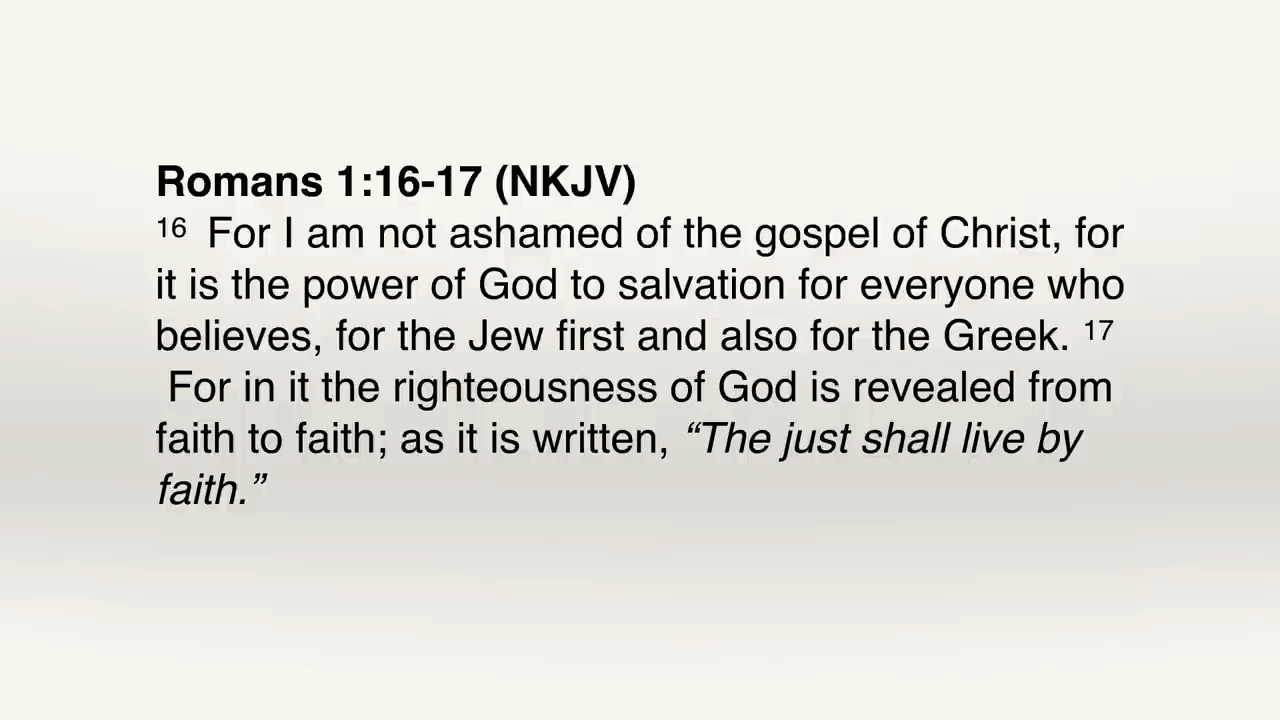 Romans 1:16-17 (NKJV)
16 For I am not ashamed of the gospel of Christ, for
it is the power of God to salvation for everyone who
believes, for the Jew first and also for the Greek. 17
For in it the righteousness of God is revealed from
faith to faith; as it is written, “The just shall live by
faith.”